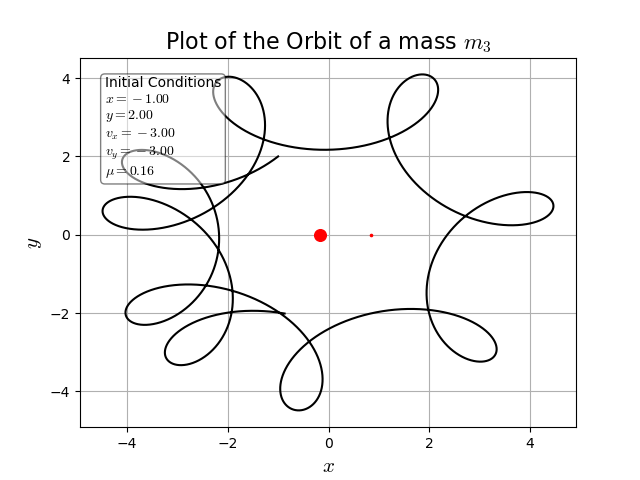 Plot of the Orbit of a mass m₃
Initial Conditions
x = −1.00
y = 2.00
vₓ = −3.00
v_y = −3.00
μ = 0.16
4
2
0
−2
−4
y
−4 −2 0 2 4
x